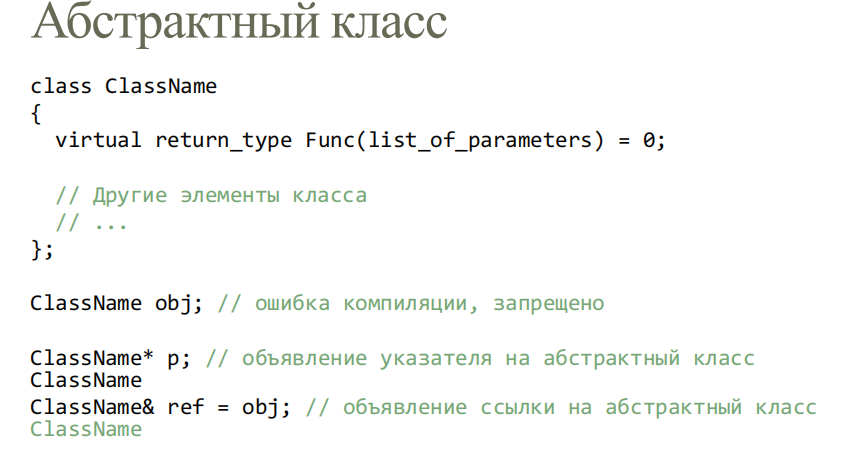 Абстрактный класс
class ClassName
{
  virtual return_type Func(list_of_parameters) = 0;
  // Другие элементы класса
  // ...
};
ClassName obj; // ошибка компиляции, запрещено
ClassName* p; // объявление указателя на абстрактный класс
ClassName
ClassName& ref = obj; // объявление ссылки на абстрактный класс
ClassName